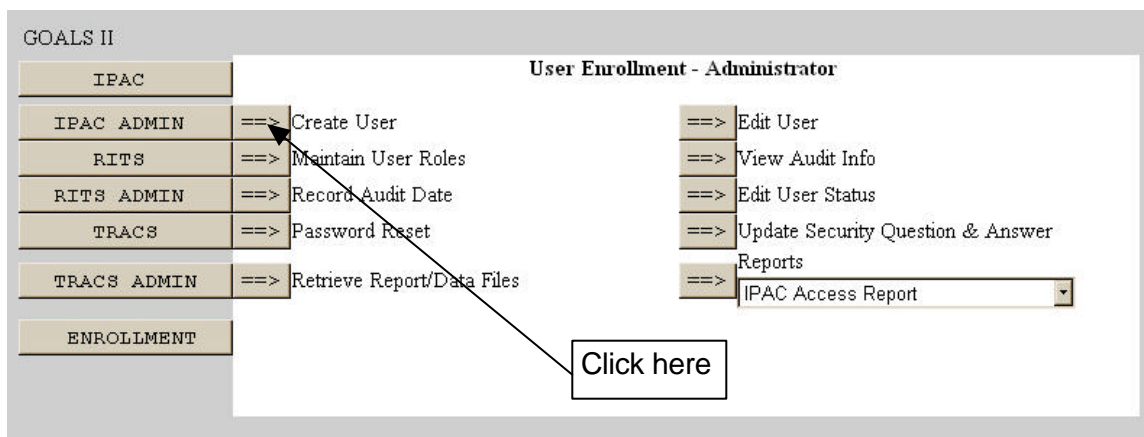 GOALS II
User Enrollment - Administrator
IPAC
IPAC ADMIN ==> Create User ==> Edit User
RITS ==> Maintain User Roles ==> View Audit Info
RITS ADMIN ==> Record Audit Date ==> Edit User Status
TRACS ==> Password Reset ==> Update Security Question & Answer
Reports
TRACS ADMIN ==> Retrieve Report/Data Files ==> IPAC Access Report
ENROLLMENT
Click here